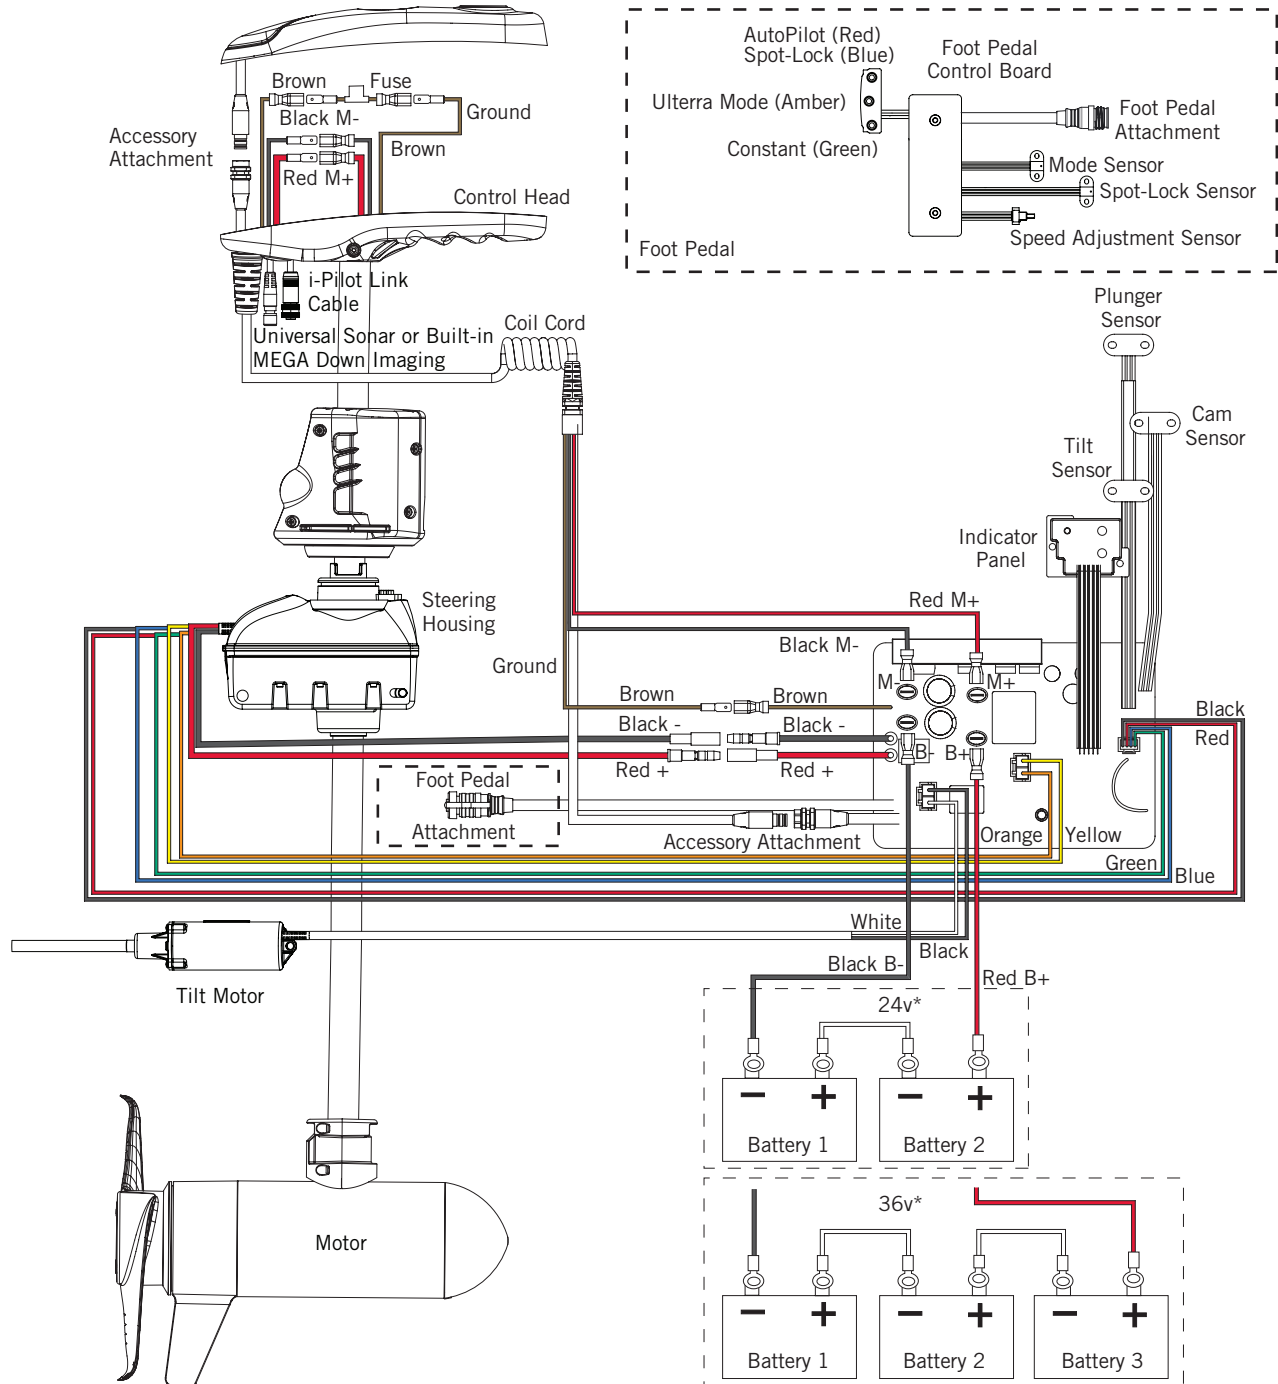 Brown
Fuse
Black M-
Ground
Brown
Accessory
Attachment
Red M+
Control Head
i-Pilot Link
Cable
Universal Sonar or Built-in
MEGA Down Imaging
Coil Cord
AutoPilot (Red)
Spot-Lock (Blue)
Ulterra Mode (Amber)
Constant (Green)
Foot Pedal
Control Board
Foot Pedal
Attachment
Mode Sensor
Spot-Lock Sensor
Speed Adjustment Sensor
Foot Pedal
Plunger
Sensor
Cam
Sensor
Tilt
Sensor
Indicator
Panel
Steering
Housing
Red M+
Black M-
Ground
M-
M+
Brown
Brown
Black -
Black -
B-
B+
Red +
Red +
Black
Red
Foot Pedal
Attachment
Accessory Attachment
Orange
Yellow
Green
Blue
White
Black
Black B-
Red B+
Tilt Motor
24v*
− + − +
Battery 1
Battery 2
36v*
Motor
− + − + − +
Battery 1
Battery 2
Battery 3